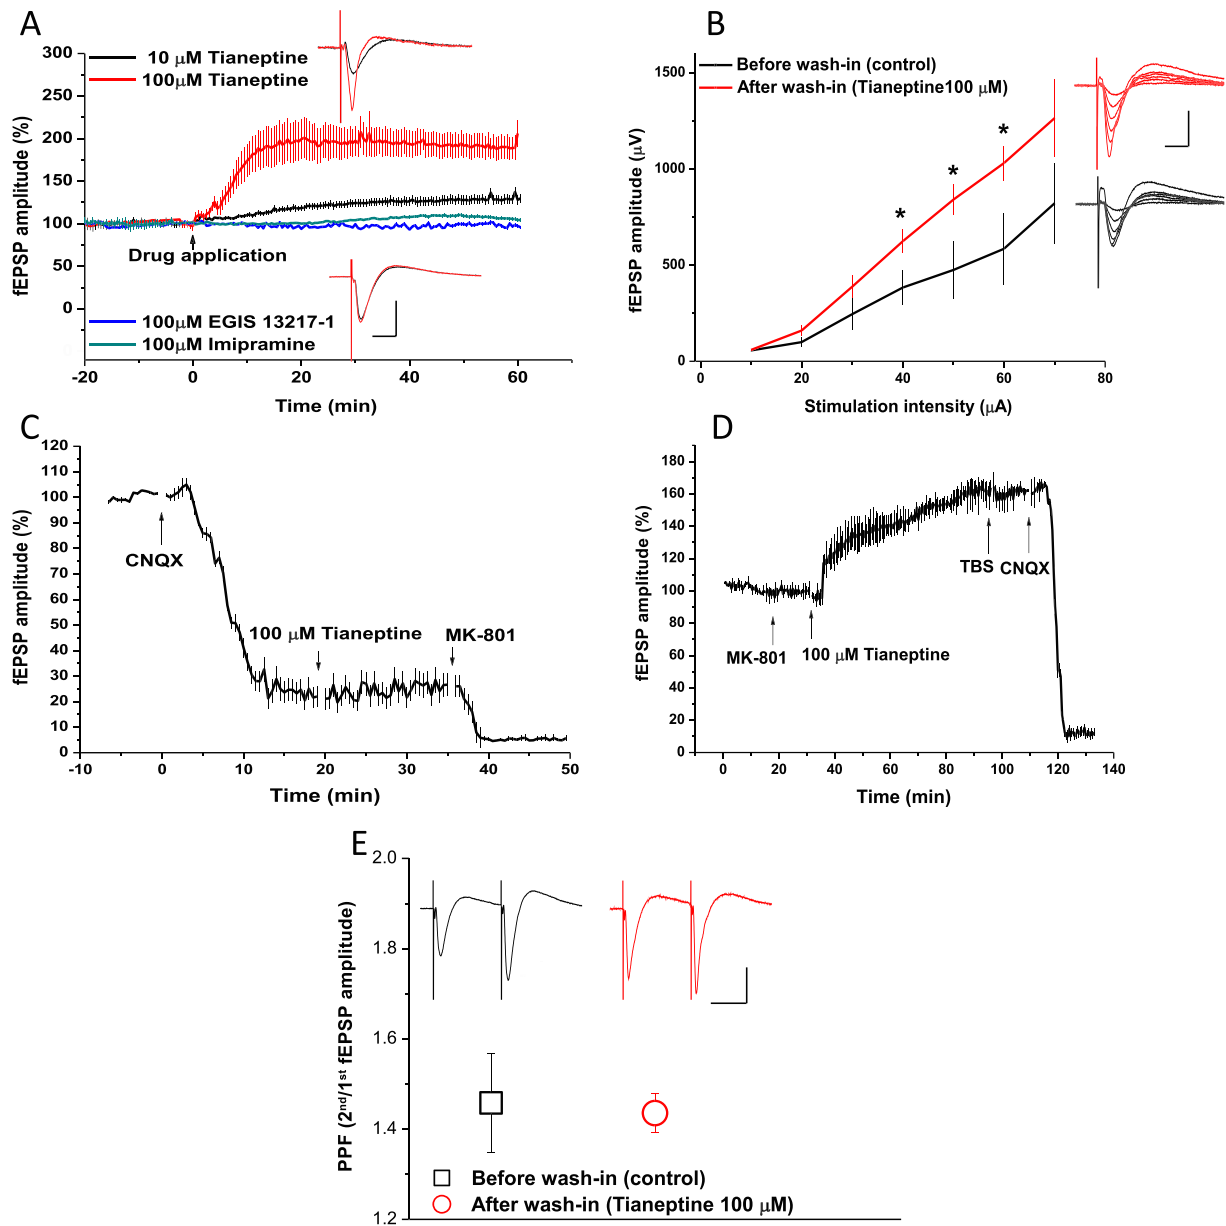 A
10 μM Tianeptine
100μM Tianeptine
fEPSP amplitude (%)
300
250
200
150
100
50
0
Drug application
100μM EGIS 13217-1
100μM Imipramine
-20
0
20
40
60
Time (min)
B
Before wash-in (control)
After wash-in (Tianeptine100 μM)
fEPSP amplitude (μV)
1500
1000
500
0
*
*
*
0
20
40
60
80
Stimulation intensity (μA)
C
fEPSP amplitude (%)
120
110
100
90
80
70
60
50
40
30
20
10
0
CNQX
100 μM Tianeptine
MK-801
-10
0
10
20
30
40
50
Time (min)
D
fEPSP amplitude (%)
180
160
140
120
100
80
60
40
20
0
TBS
CNQX
MK-801
100 μM Tianeptine
0
20
40
60
80
100
120
140
Time (min)
E
PPF (2nd/1st fEPSP amplitude)
2.0
1.8
1.6
1.4
1.2
Before wash-in (control)
After wash-in (Tianeptine 100 μM)